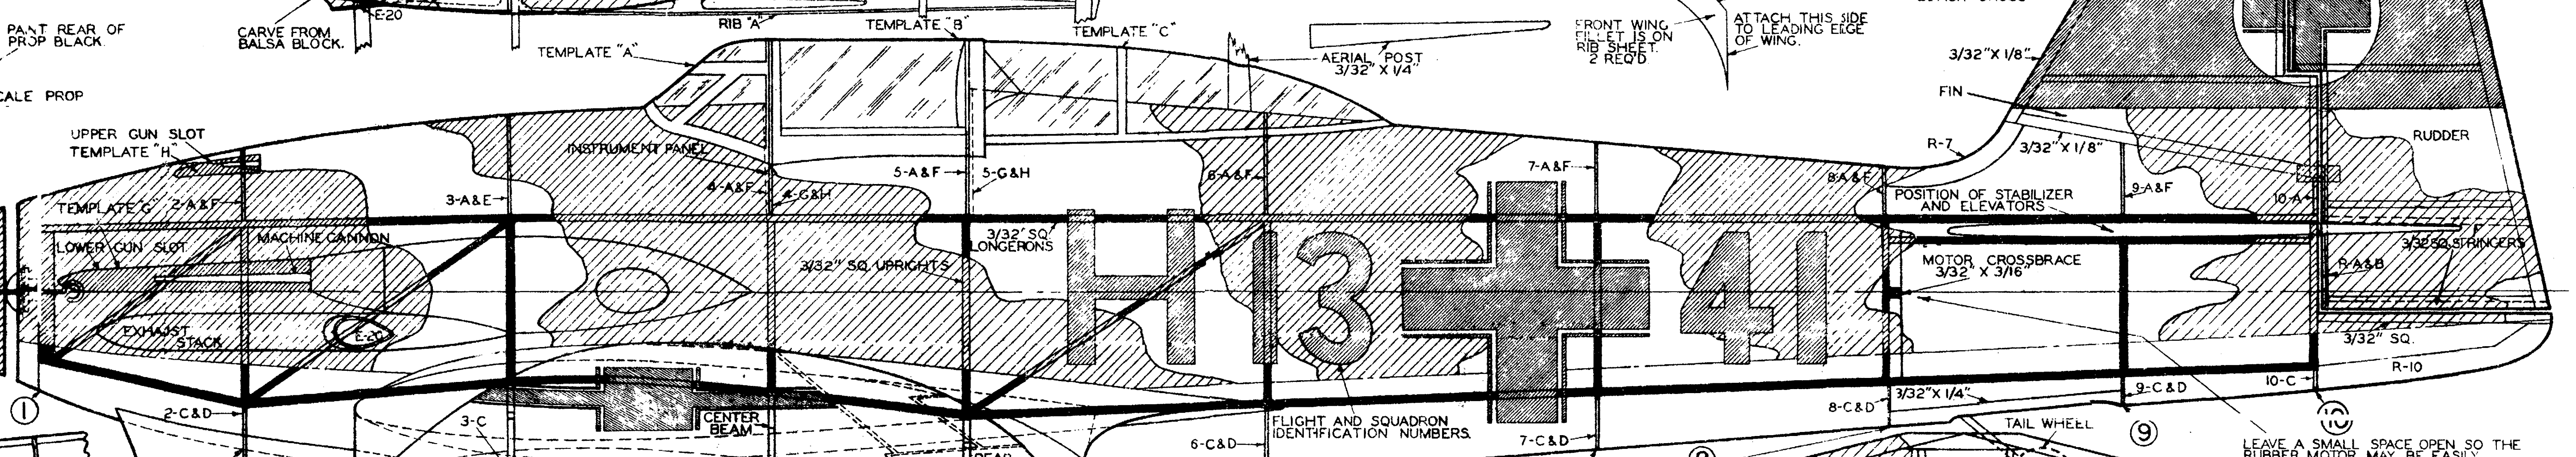 E-20
RIB "A"
TEMPLATE "B"
TEMPLATE "C"
PAINT REAR OF
PROP BLACK.
CARVE FROM
BALSA BLOCK.
TEMPLATE "A"
AERIAL POST
3/32" X 1/4"
FRONT WING
FILLET IS ON
RIB SHEET.
2 REQ'D.
ATTACH THIS SIDE
TO LEADING EDGE
OF WING.
3/32" X 1/8"
CALE PROP
FIN
UPPER GUN SLOT
TEMPLATE "H"
INSTRUMENT PANEL
R-7
3/32" X 1/8"
RUDDER
TEMPLATE "G"
2-A&F
3-A&E
4-A&F
4-G&H
5-A&F
5-G&H
6-A&F
7-A&F
8-A&F
POSITION OF STABILIZER
AND ELEVATORS
9-A&F
10-A
LOWER GUN SLOT
MACHINE CANNON
3/32" SQ. UPRIGHTS
3/32" SQ.
LONGERONS
H
13
41
MOTOR CROSSBRACE
3/32" X 3/16"
3/32 SQ. STRINGERS
R-A&B
EXHAUST
STACK
E-20
3/32" SQ.
R-10
1
2-C&D
3-C
CENTER
BEAM
REAR
6-C&D
FLIGHT AND SQUADRON
IDENTIFICATION NUMBERS.
7-C&D
8-C&D
3/32" X 1/4"
9-C&D
10-C
TAIL WHEEL
9
10
LEAVE A SMALL SPACE OPEN SO THE
RUBBER MOTOR MAY BE EASILY